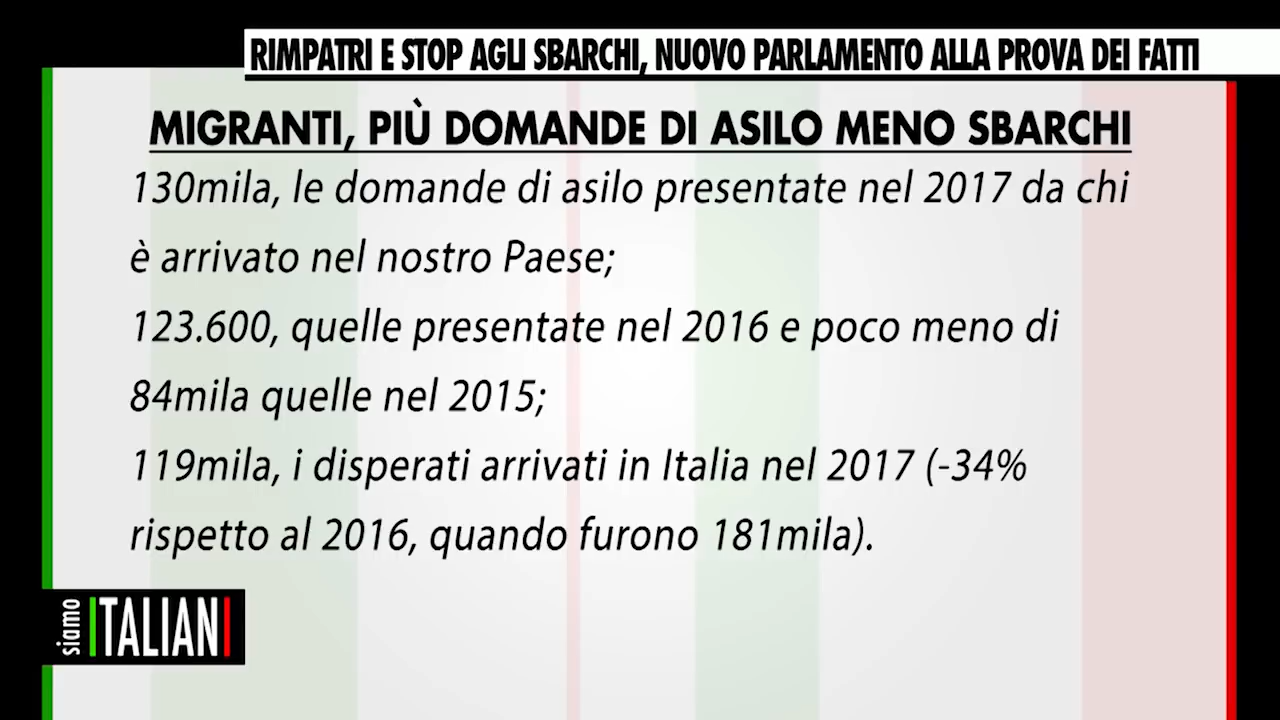 RIMPATRI E STOP AGLI SBARCHI, NUOVO PARLAMENTO ALLA PROVA DEI FATTI
MIGRANTI, PIÙ DOMANDE DI ASILO MENO SBARCHI
130mila, le domande di asilo presentate nel 2017 da chi
è arrivato nel nostro Paese;
123.600, quelle presentate nel 2016 e poco meno di
84mila quelle nel 2015;
119mila, i disperati arrivati in Italia nel 2017 (-34%
rispetto al 2016, quando furono 181mila).
siamo ITALIANI